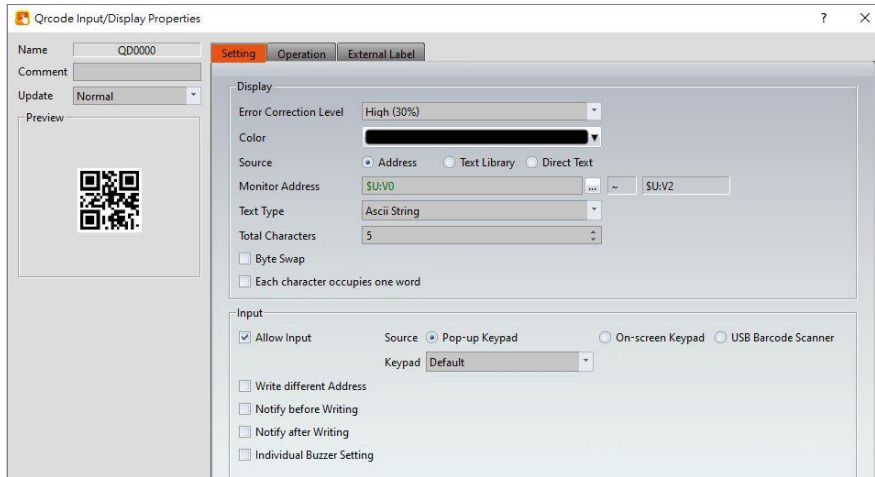 Qrcode Input/Display Properties ?
Name QD0000
Comment
Update Normal
Preview
Setting Operation External Label
Display
Error Correction Level High (30%)
Color
Source Address Text Library Direct Text
Monitor Address $U:V0 ... ~ $U:V2
Text Type Ascii String
Total Characters 5
Byte Swap
Each character occupies one word
Input
Allow Input Source Pop-up Keypad On-screen Keypad USB Barcode Scanner
Keypad Default
Write different Address
Notify before Writing
Notify after Writing
Individual Buzzer Setting